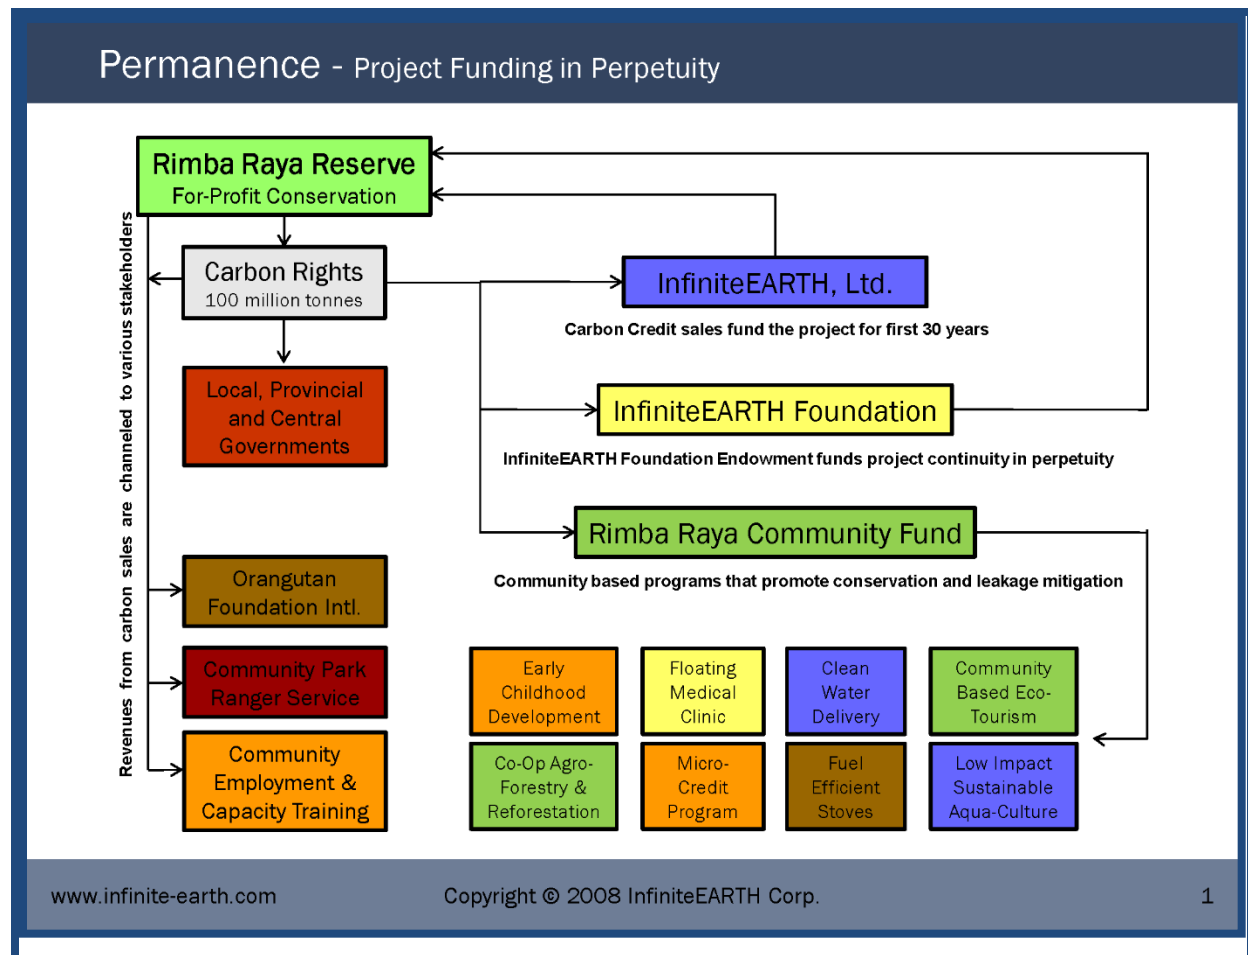 Permanence - Project Funding in Perpetuity
Rimba Raya Reserve
For-Profit Conservation
Revenues from carbon sales are channeled to various stakeholders
Carbon Rights
100 million tonnes
InfiniteEARTH, Ltd.
Carbon Credit sales fund the project for first 30 years
Local, Provincial
and Central
Governments
InfiniteEARTH Foundation
InfiniteEARTH Foundation Endowment funds project continuity in perpetuity
Rimba Raya Community Fund
Community based programs that promote conservation and leakage mitigation
Orangutan
Foundation Intl.
Community Park
Ranger Service
Community
Employment &
Capacity Training
Early
Childhood
Development
Floating
Medical
Clinic
Clean
Water
Delivery
Community
Based Eco-
Tourism
Co-Op Agro-
Forestry &
Reforestation
Micro-
Credit
Program
Fuel
Efficient
Stoves
Low Impact
Sustainable
Aqua-Culture
www.infinite-earth.com
Copyright © 2008 InfiniteEARTH Corp.
1